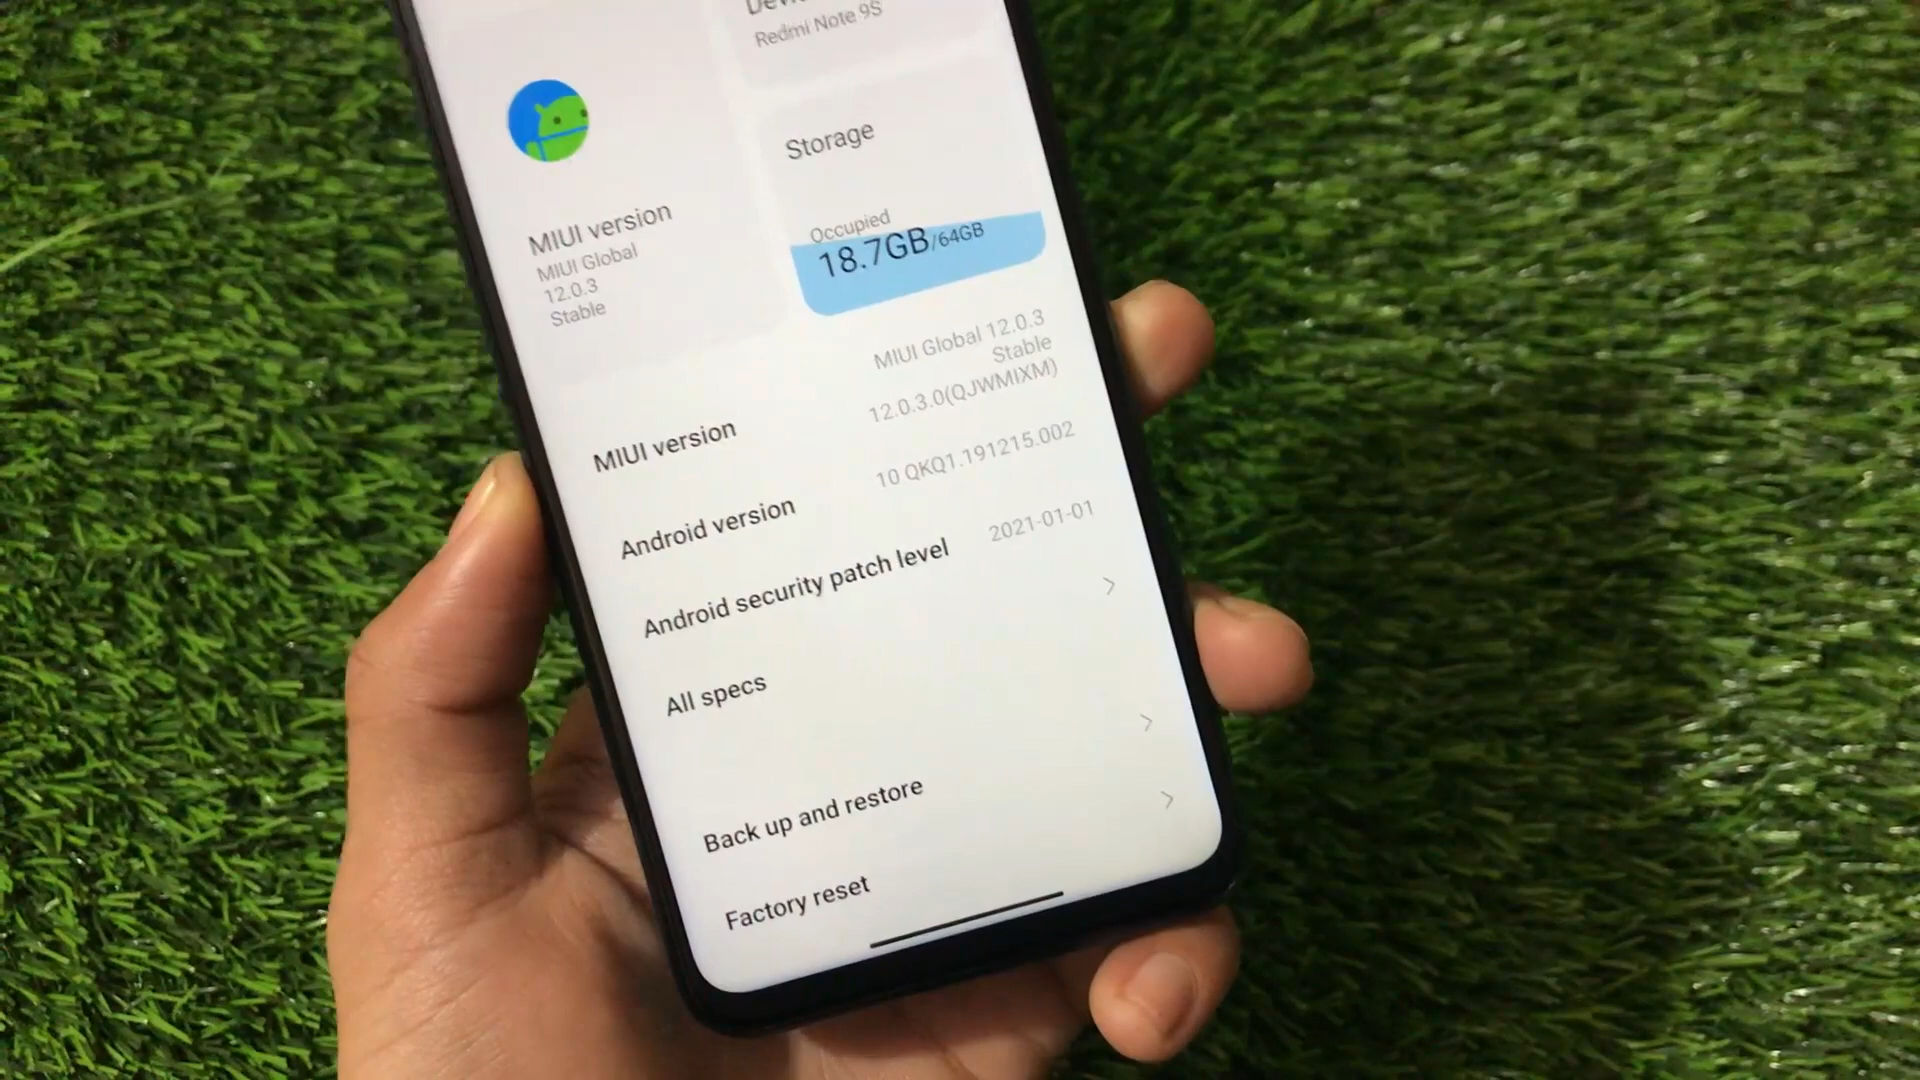 Redmi Note 9S
MIUI version
MIUI Global
12.0.3
Stable
Storage
Occupied
18.7GB/64GB
MIUI version
MIUI Global 12.0.3
Stable
12.0.3.0(QJWMIXM)
Android version
10 QKQ1.191215.002
Android security patch level
2021-01-01
All specs
Back up and restore
Factory reset